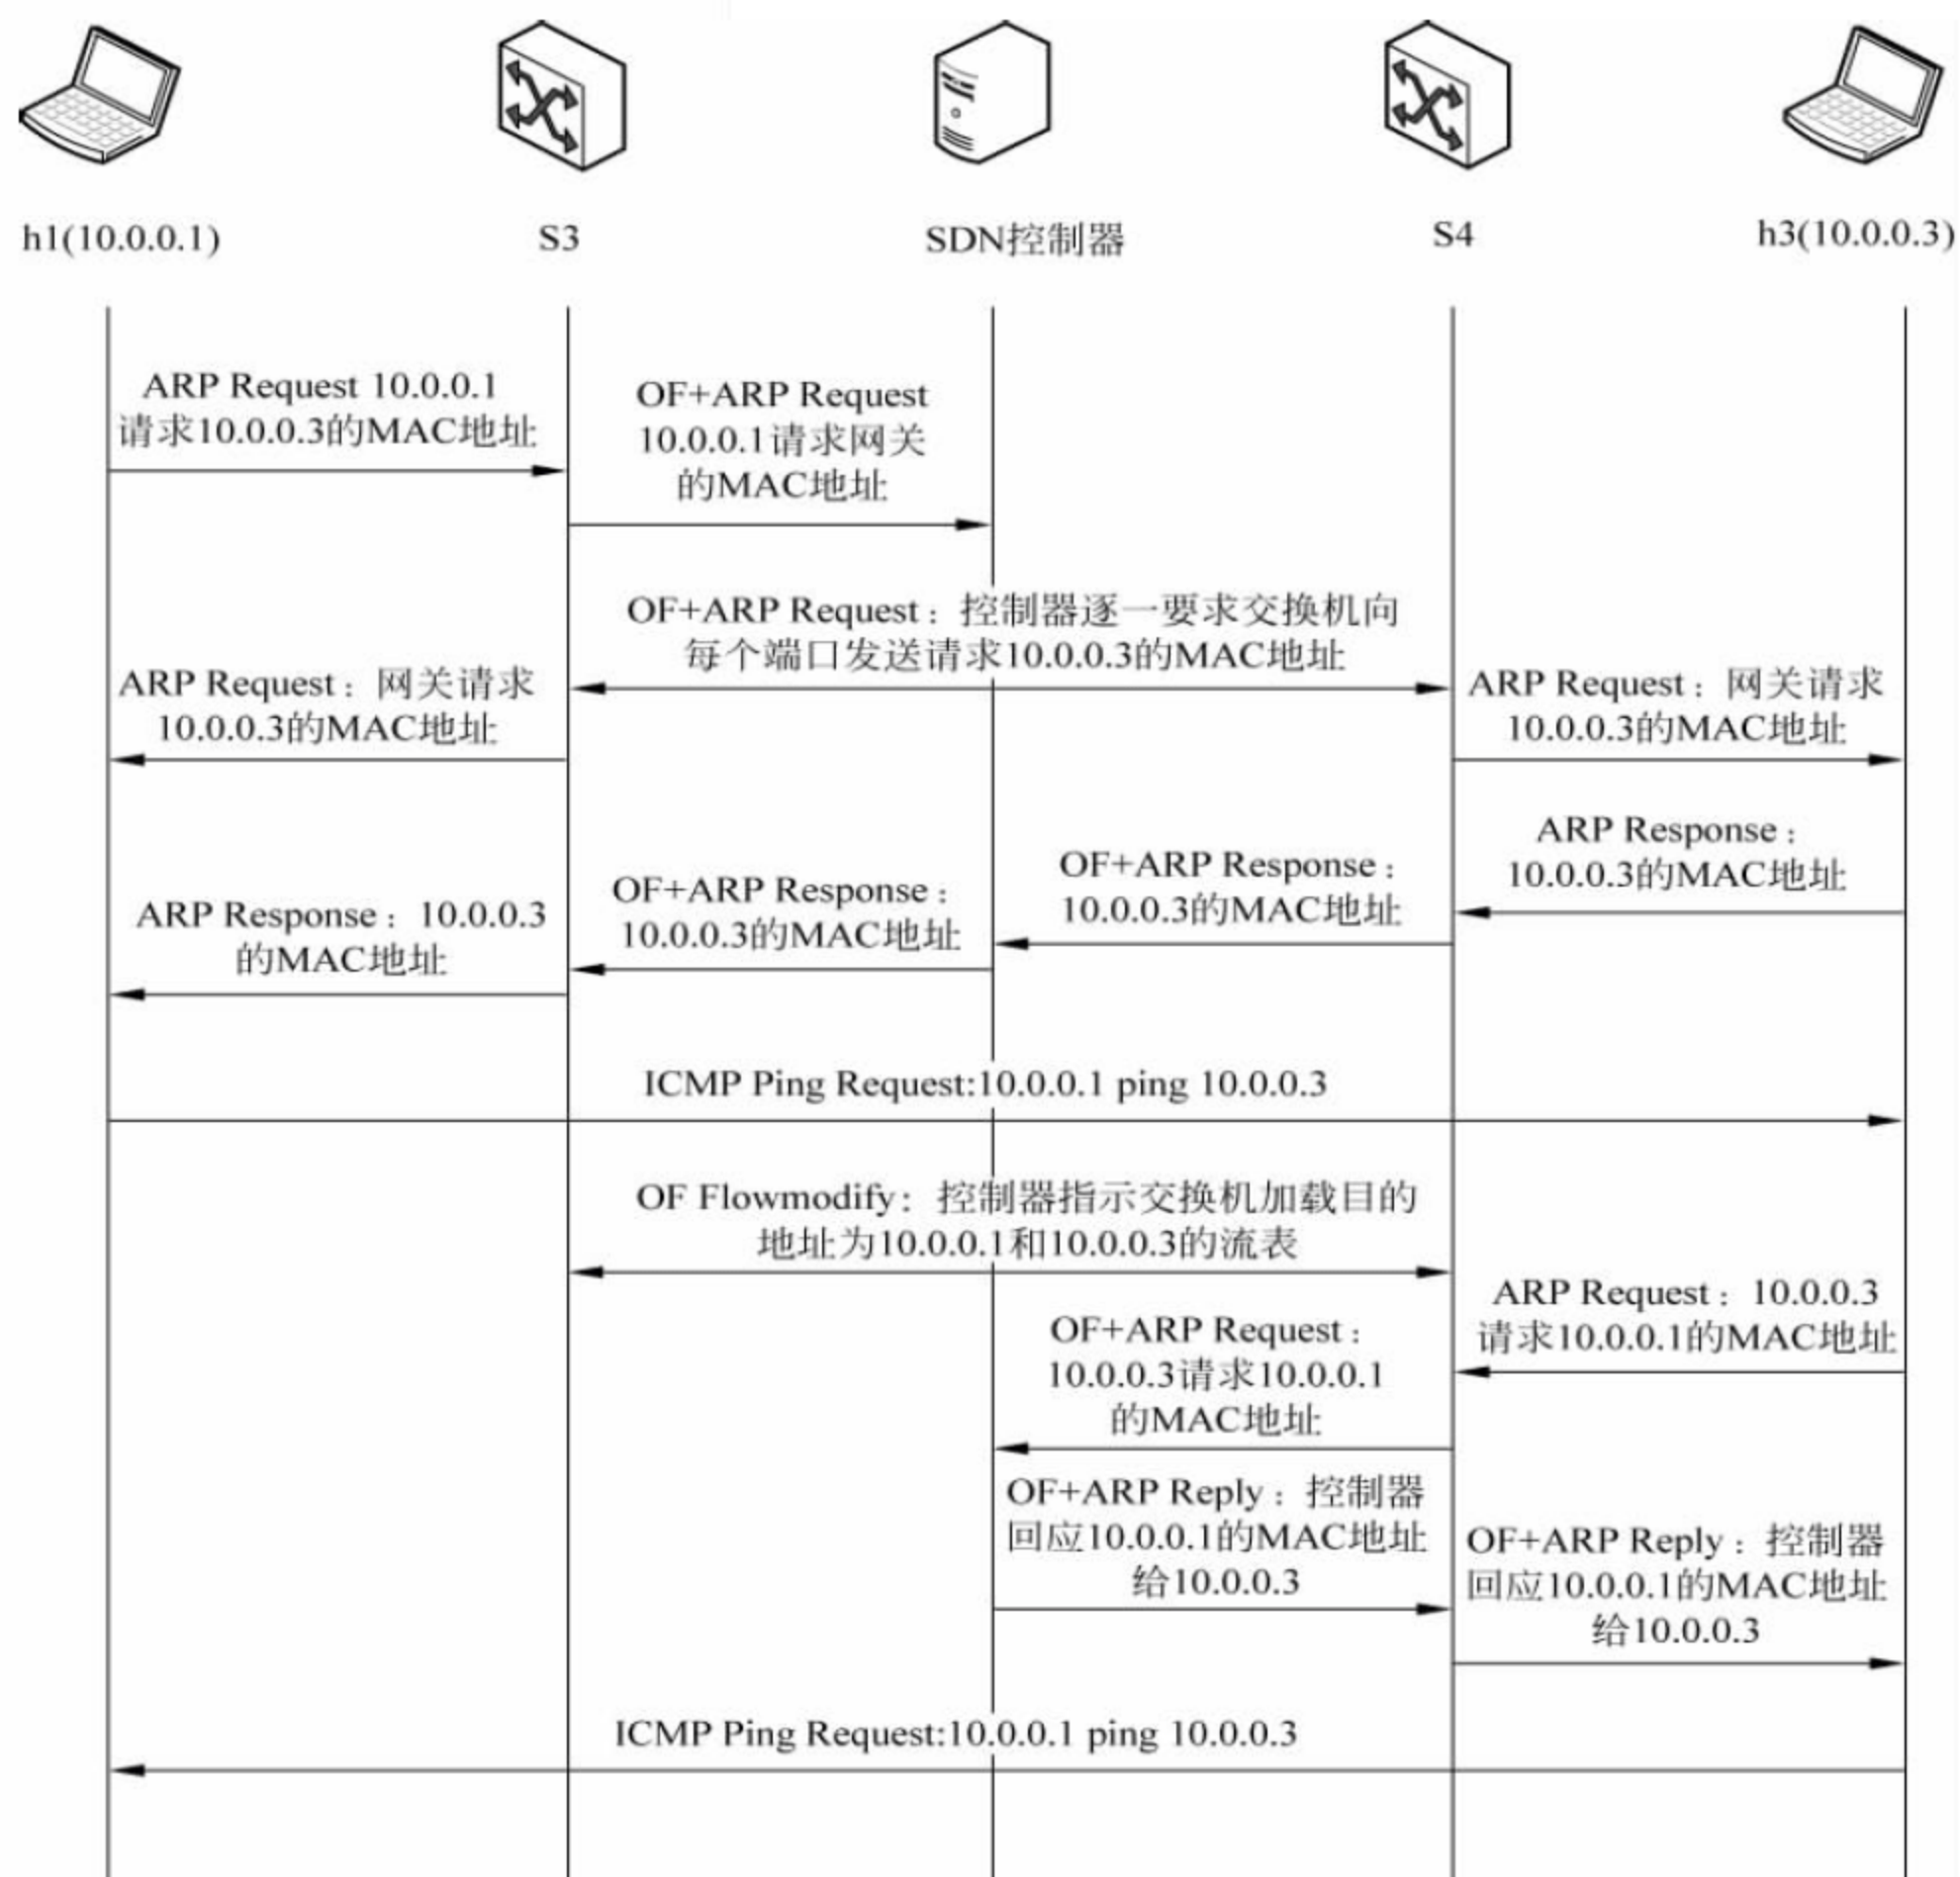 h1(10.0.0.1)
S3
SDN控制器
S4
h3(10.0.0.3)
ARP Request 10.0.0.1
请求10.0.0.3的MAC地址
OF+ARP Request
10.0.0.1请求网关
的MAC地址
OF+ARP Request：控制器逐一要求交换机向
每个端口发送请求10.0.0.3的MAC地址
ARP Request：网关请求
10.0.0.3的MAC地址
ARP Request：网关请求
10.0.0.3的MAC地址
ARP Response：
10.0.0.3的MAC地址
OF+ARP Response：
10.0.0.3的MAC地址
OF+ARP Response：
10.0.0.3的MAC地址
ARP Response：10.0.0.3
的MAC地址
ICMP Ping Request:10.0.0.1 ping 10.0.0.3
OF Flowmodify：控制器指示交换机加载目的
地址为10.0.0.1和10.0.0.3的流表
ARP Request：10.0.0.3
请求10.0.0.1的MAC地址
OF+ARP Request：
10.0.0.3请求10.0.0.1
的MAC地址
OF+ARP Reply：控制器
回应10.0.0.1的MAC地址
给10.0.0.3
OF+ARP Reply：控制器
回应10.0.0.1的MAC地址
给10.0.0.3
ICMP Ping Request:10.0.0.1 ping 10.0.0.3